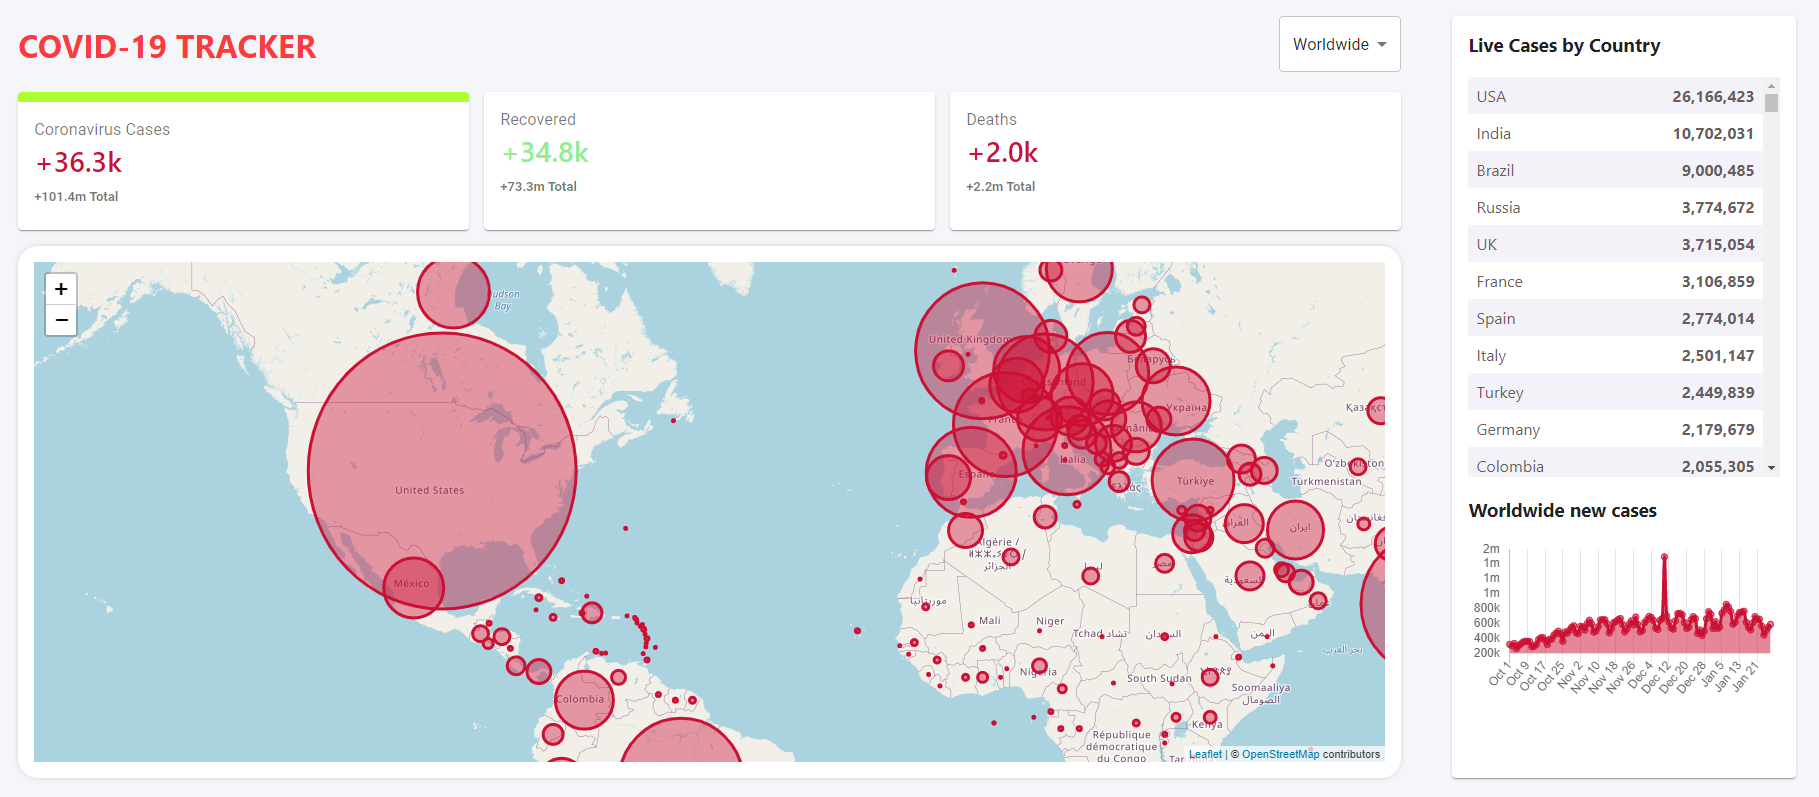 COVID-19 TRACKER
Worldwide
Coronavirus Cases
+36.3k
+101.4m Total
Recovered
+34.8k
+73.3m Total
Deaths
+2.0k
+2.2m Total
+
−
Hudson
Bay
United States
México
Colombia
United Kingdom
Беларусь
Україна
España
Italia
Türkiye
Ελλάς
Қазақст
O'zbekiston
Türkmenistan
Algérie /
الجزائر
ليبيا
مصر
العراق
ایران
السعودية
عمان
اليمن
موريتانيا
Mali
Niger
Tchad تشاد
السودان
Nigeria
South Sudan
Soomaaliya
الصومال
Kenya
République
démocratique
du Congo
بحر العرب
Leaflet | © OpenStreetMap contributors
Live Cases by Country
USA 26,166,423
India 10,702,031
Brazil 9,000,485
Russia 3,774,672
UK 3,715,054
France 3,106,859
Spain 2,774,014
Italy 2,501,147
Turkey 2,449,839
Germany 2,179,679
Colombia 2,055,305
Worldwide new cases
2m
1m
1m
1m
800k
600k
400k
200k
Oct 1
Oct 9
Oct 17
Oct 25
Nov 2
Nov 10
Nov 18
Nov 26
Dec 4
Dec 12
Dec 20
Dec 28
Jan 5
Jan 13
Jan 21